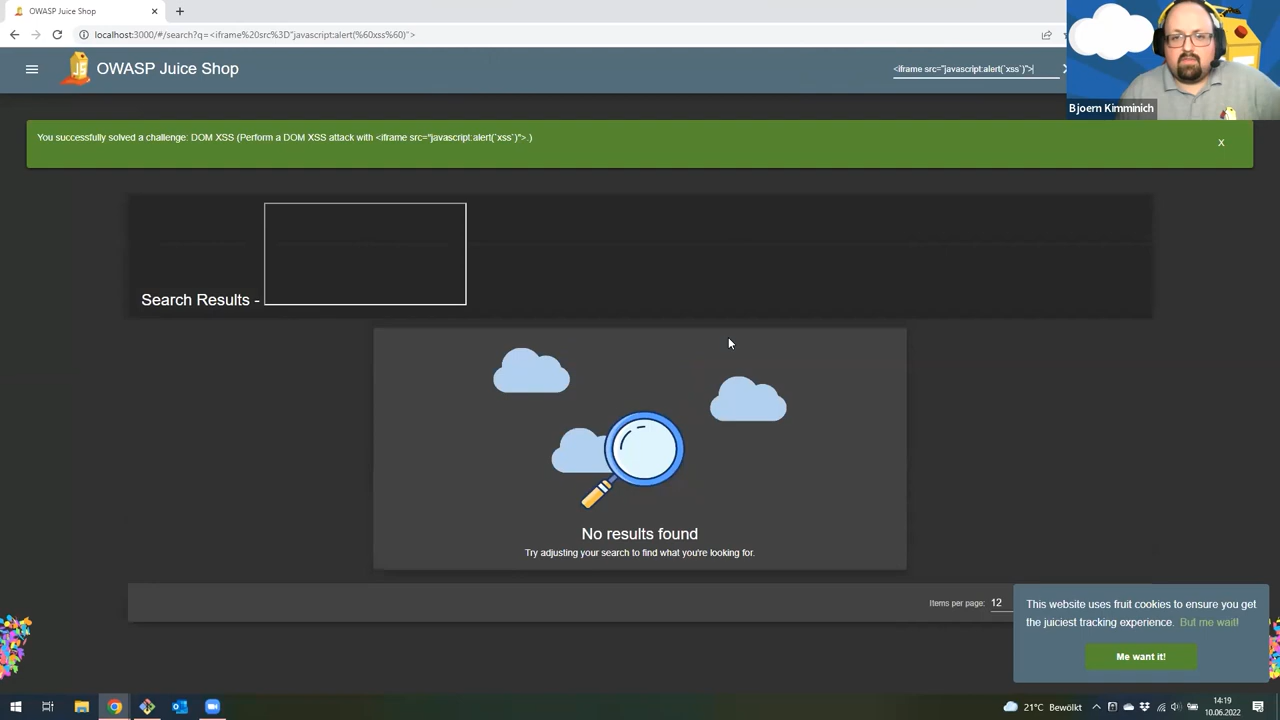 OWASP Juice Shop
localhost:3000/#/search?q=<iframe%20src%3D"javascript:alert(%60xss%60)">
OWASP Juice Shop
<iframe src="javascript:alert(`xss`)">
Bjoern Kimminich
You successfully solved a challenge: DOM XSS (Perform a DOM XSS attack with <iframe src="javascript:alert(`xss`)">.)
X
Search Results -
No results found
Try adjusting your search to find what you're looking for.
Items per page: 12
This website uses fruit cookies to ensure you get
the juiciest tracking experience. But me wait!
Me want it!
21°C Bewölkt
14:19
10.06.2022